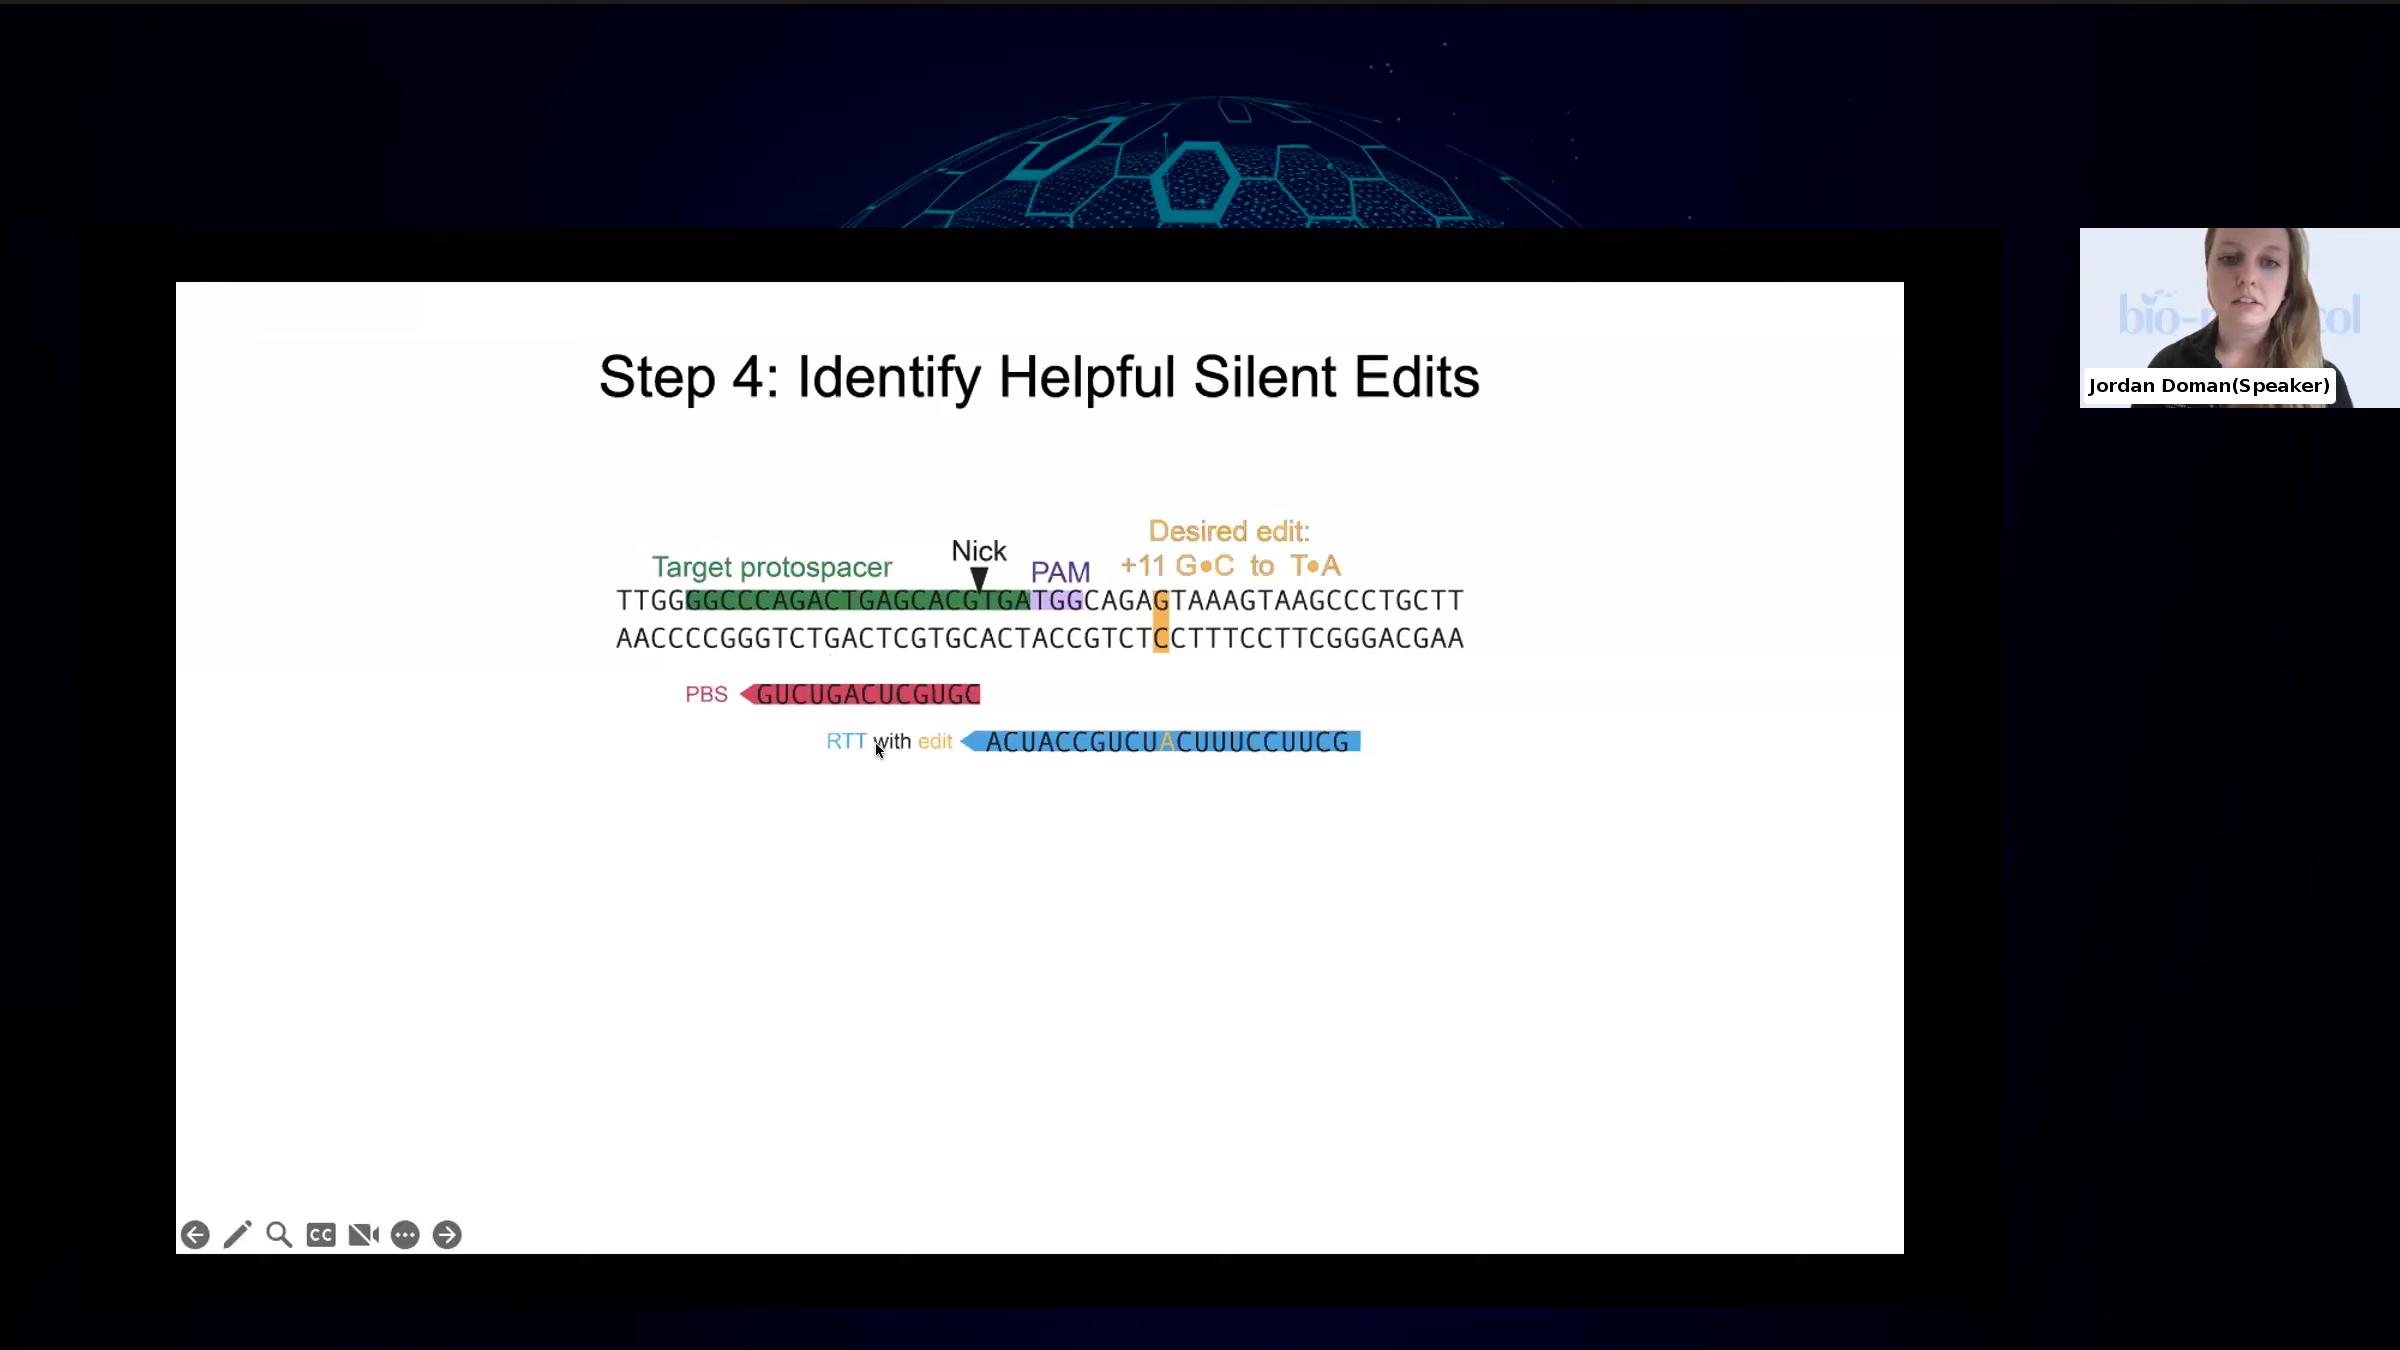 Step 4: Identify Helpful Silent Edits
Desired edit:
+11 G•C to T•A
Nick
Target protospacer
PAM
TTGGGGCCCAGACTGAGCACGTGATGGCAGAGTAAAGTAAGCCCTGCTT
AACCCCGGGTCTGACTCGTGCACTACCGTCTCCTTTCCTTCGGGACGAA
PBS GUCUGACUCGUGC
RTT with edit ACUACCGUCUACUUUCCUUCG
CC
Jordan Doman(Speaker)